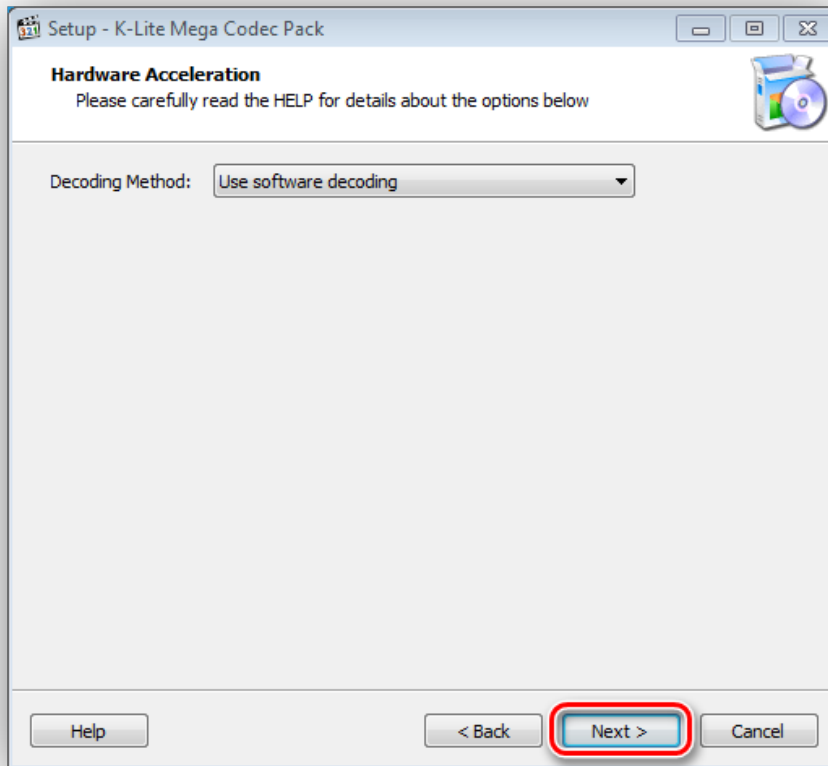 Setup - K-Lite Mega Codec Pack
Hardware Acceleration
Please carefully read the HELP for details about the options below
Decoding Method: Use software decoding
Help < Back Next > Cancel